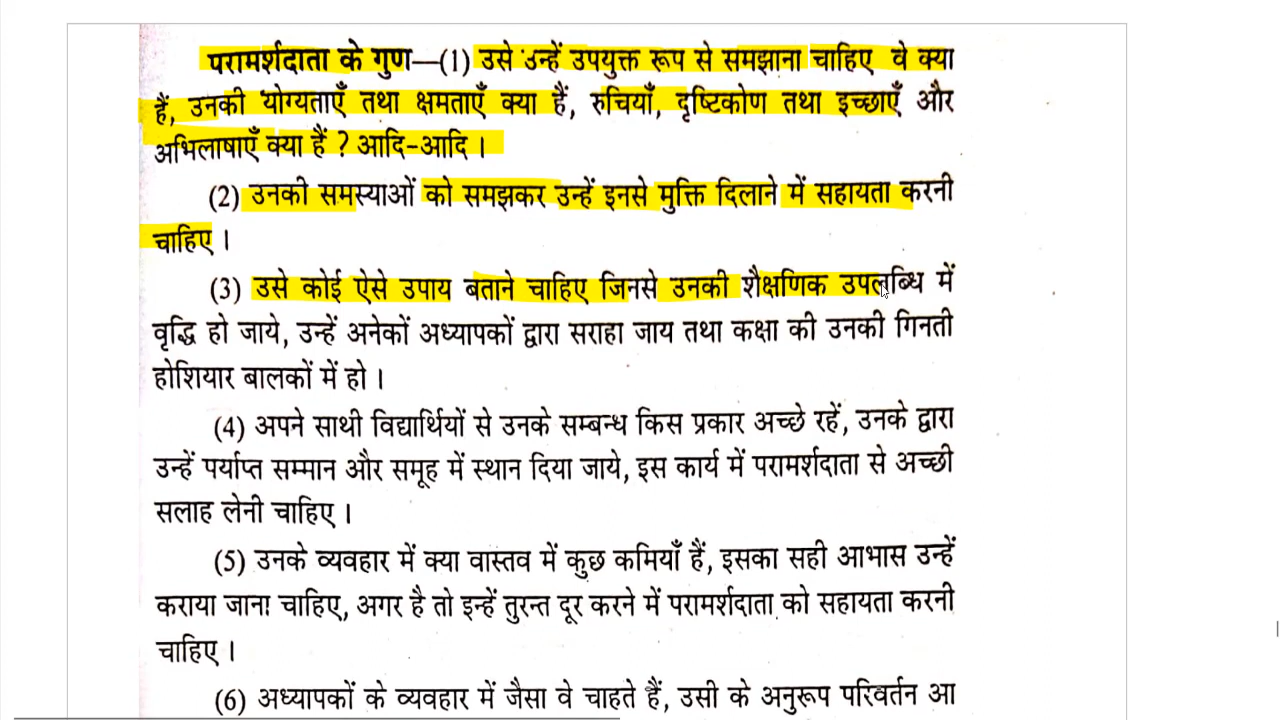 परामर्शदाता के गुण—(1) उसे उन्हें उपयुक्त रूप से समझाना चाहिए वे क्या
हैं, उनकी योग्यताएँ तथा क्षमताएँ क्या हैं, रुचियाँ, दृष्टिकोण तथा इच्छाएँ और
अभिलाषाएँ क्या हैं ? आदि-आदि ।
(2) उनकी समस्याओं को समझकर उन्हें इनसे मुक्ति दिलाने में सहायता करनी
चाहिए ।
(3) उसे कोई ऐसे उपाय बताने चाहिए जिनसे उनकी शैक्षणिक उपलब्धि में
वृद्धि हो जाये, उन्हें अनेकों अध्यापकों द्वारा सराहा जाय तथा कक्षा की उनकी गिनती
होशियार बालकों में हो ।
(4) अपने साथी विद्यार्थियों से उनके सम्बन्ध किस प्रकार अच्छे रहें, उनके द्वारा
उन्हें पर्याप्त सम्मान और समूह में स्थान दिया जाये, इस कार्य में परामर्शदाता से अच्छी
सलाह लेनी चाहिए ।
(5) उनके व्यवहार में क्या वास्तव में कुछ कमियाँ हैं, इसका सही आभास उन्हें
कराया जाना चाहिए, अगर है तो इन्हें तुरन्त दूर करने में परामर्शदाता को सहायता करनी
चाहिए ।
(6) अध्यापकों के व्यवहार में जैसा वे चाहते हैं, उसी के अनुरूप परिवर्तन आ